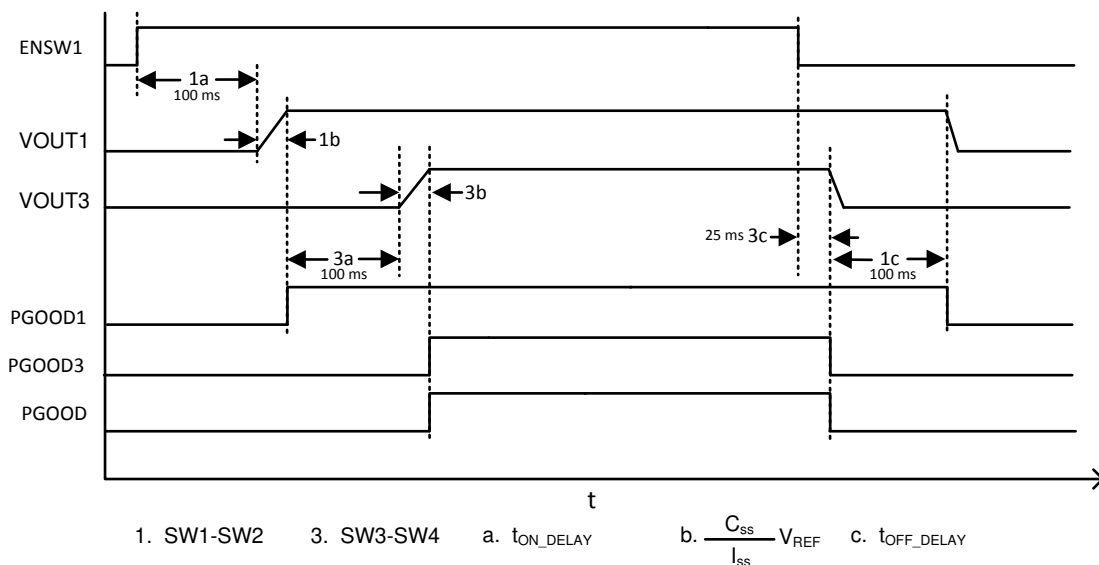 ENSW1
1a
100 ms
VOUT1
1b
VOUT3
3b
25 ms 3c
3a
100 ms
1c
100 ms
PGOOD1
PGOOD3
PGOOD
t
1. SW1-SW2 3. SW3-SW4 a. tON_DELAY b. Css / Iss VREF c. tOFF_DELAY